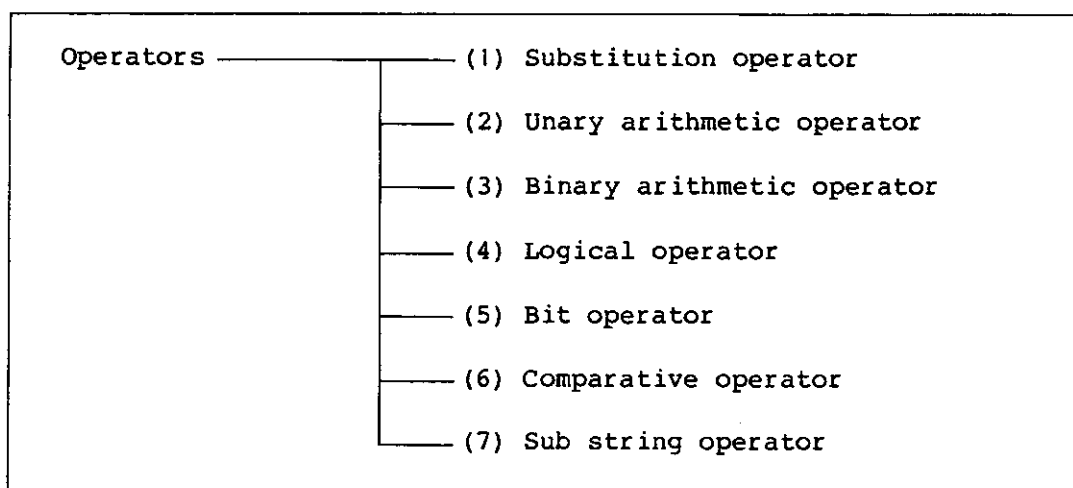 Operators (1) Substitution operator
(2) Unary arithmetic operator
(3) Binary arithmetic operator
(4) Logical operator
(5) Bit operator
(6) Comparative operator
(7) Sub string operator